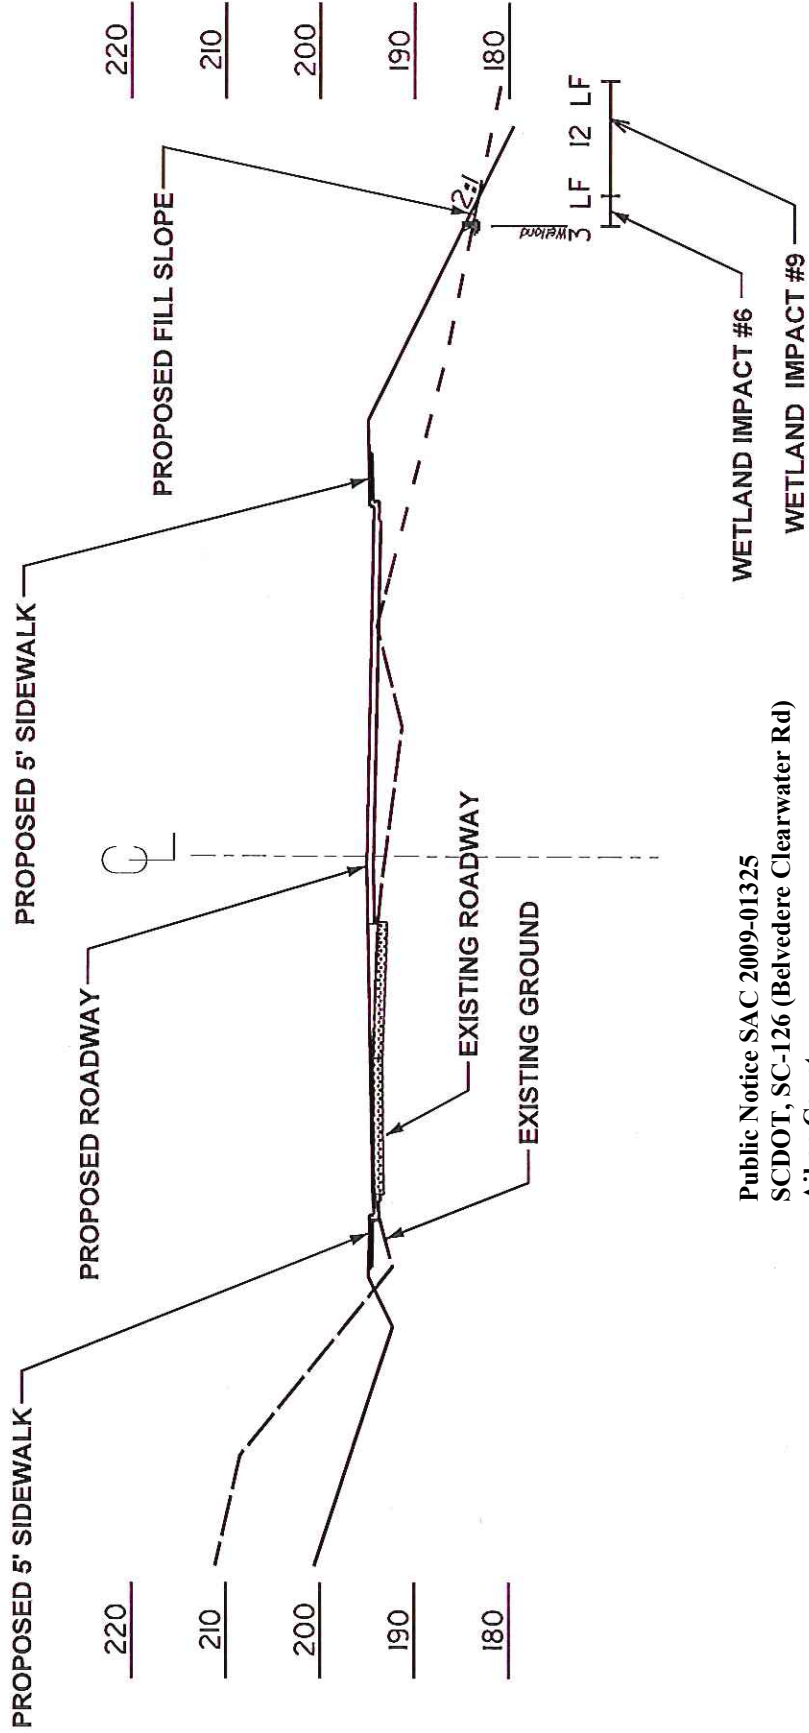 PROPOSED 5' SIDEWALK
PROPOSED ROADWAY
PROPOSED 5' SIDEWALK
PROPOSED FILL SLOPE
220
210
200
190
180
220
210
200
190
180
CL
2:1
Wetland
3 LF 12 LF
EXISTING ROADWAY
EXISTING GROUND
WETLAND IMPACT #6
WETLAND IMPACT #9
Public Notice SAC 2009-01325
SCDOT, SC-126 (Belvedere Clearwater Rd)